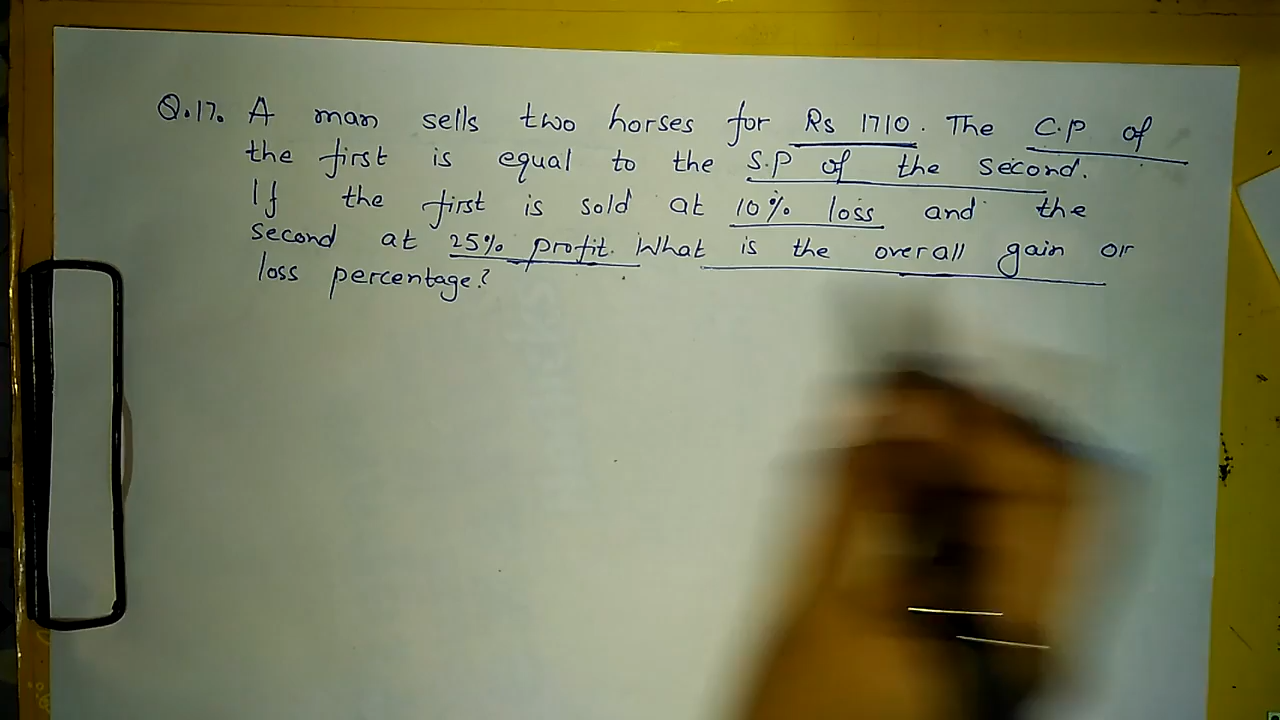 Q.17. A man sells two horses for Rs 1710. The C.P of
the first is equal to the S.P of the second.
If the first is sold at 10% loss and the
second at 25% profit. What is the overall gain or
loss percentage?